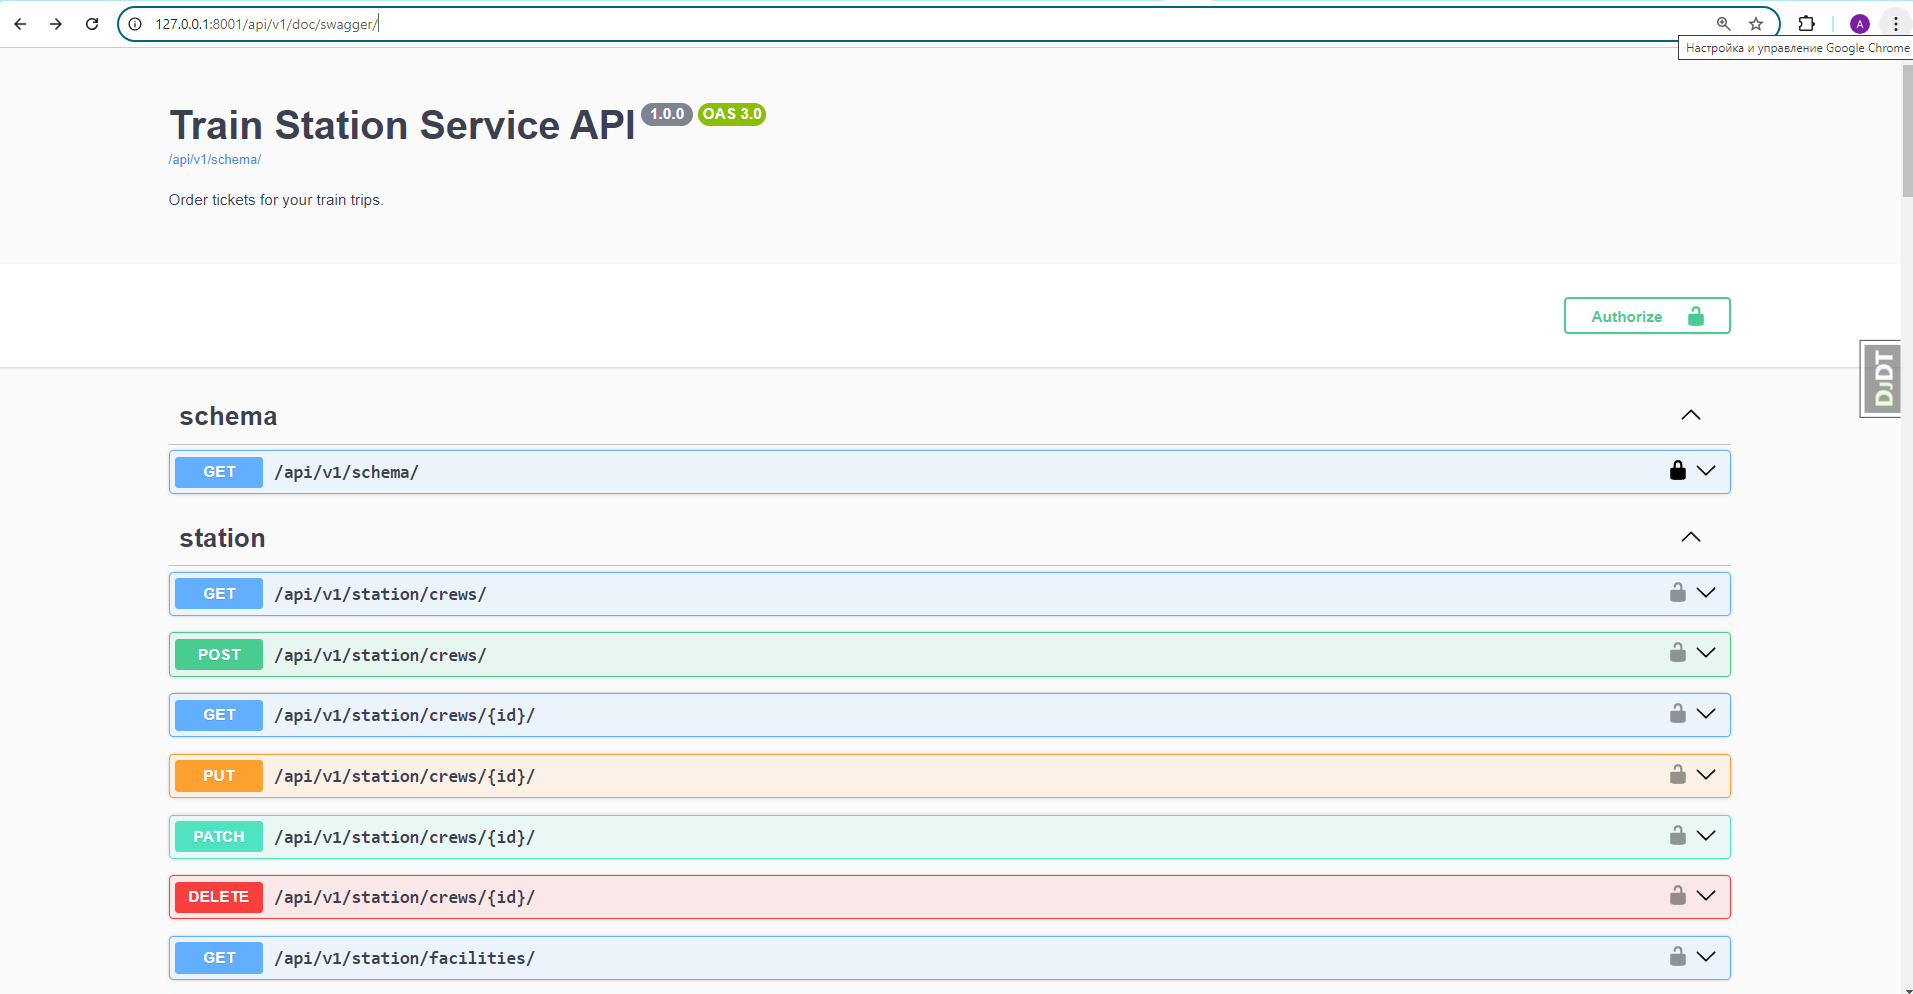 127.0.0.1:8001/api/v1/doc/swagger/
A
Настройка и управление Google Chrome
Train Station Service API 1.0.0 OAS 3.0
/api/v1/schema/
Order tickets for your train trips.
Authorize
DJDT
schema
GET /api/v1/schema/
station
GET /api/v1/station/crews/
POST /api/v1/station/crews/
GET /api/v1/station/crews/{id}/
PUT /api/v1/station/crews/{id}/
PATCH /api/v1/station/crews/{id}/
DELETE /api/v1/station/crews/{id}/
GET /api/v1/station/facilities/